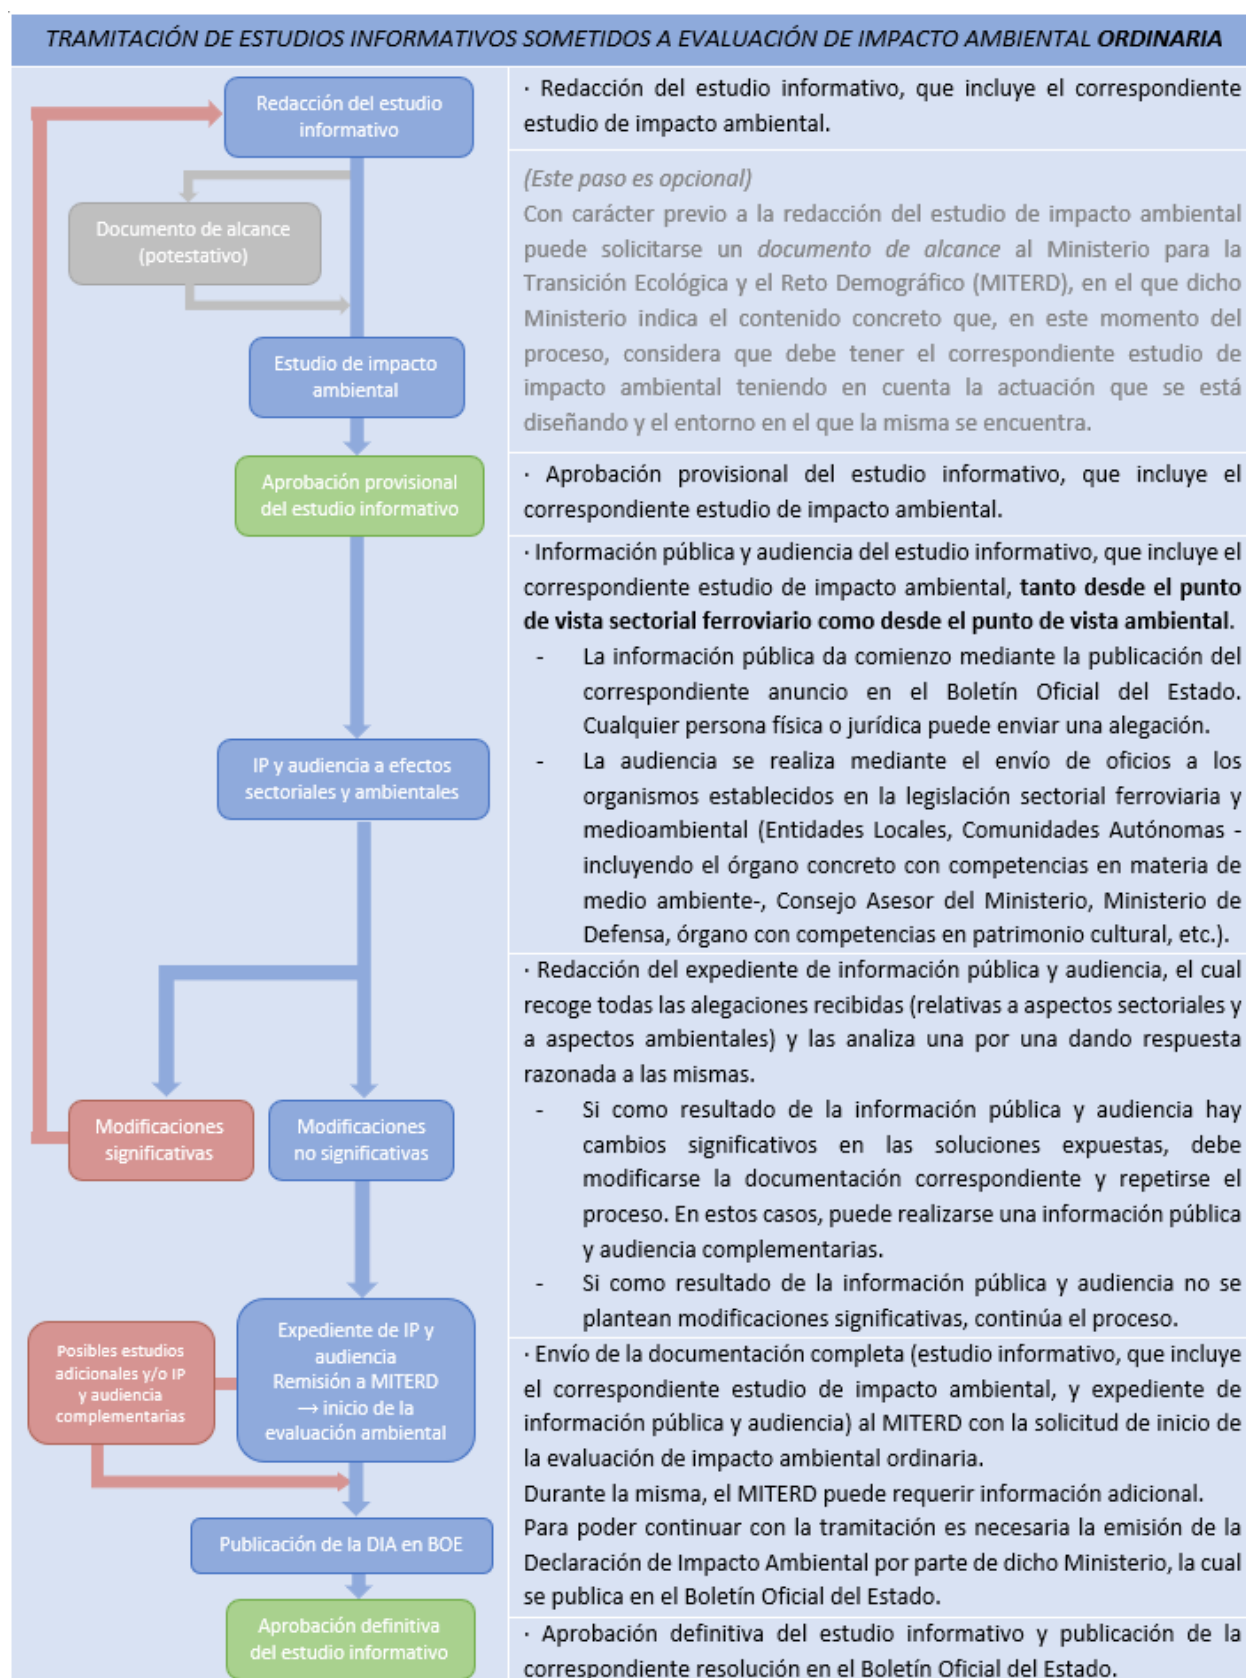 TRAMITACIÓN DE ESTUDIOS INFORMATIVOS SOMETIDOS A EVALUACIÓN DE IMPACTO AMBIENTAL ORDINARIA
Redacción del estudio
informativo
Documento de alcance
(potestativo)
Estudio de impacto
ambiental
Aprobación provisional
del estudio informativo
IP y audiencia a efectos
sectoriales y ambientales
Modificaciones
significativas
Modificaciones
no significativas
Expediente de IP y
audiencia
Remisión a MITERD
→ inicio de la
evaluación ambiental
Posibles estudios
adicionales y/o IP
y audiencia
complementarias
Publicación de la DIA en BOE
Aprobación definitiva
del estudio informativo
· Redacción del estudio informativo, que incluye el correspondiente
estudio de impacto ambiental.
(Este paso es opcional)
Con carácter previo a la redacción del estudio de impacto ambiental
puede solicitarse un documento de alcance al Ministerio para la
Transición Ecológica y el Reto Demográfico (MITERD), en el que dicho
Ministerio indica el contenido concreto que, en este momento del
proceso, considera que debe tener el correspondiente estudio de
impacto ambiental teniendo en cuenta la actuación que se está
diseñando y el entorno en el que la misma se encuentra.
· Aprobación provisional del estudio informativo, que incluye el
correspondiente estudio de impacto ambiental.
· Información pública y audiencia del estudio informativo, que incluye el
correspondiente estudio de impacto ambiental, tanto desde el punto
de vista sectorial ferroviario como desde el punto de vista ambiental.
- La información pública da comienzo mediante la publicación del
correspondiente anuncio en el Boletín Oficial del Estado.
Cualquier persona física o jurídica puede enviar una alegación.
- La audiencia se realiza mediante el envío de oficios a los
organismos establecidos en la legislación sectorial ferroviaria y
medioambiental (Entidades Locales, Comunidades Autónomas -
incluyendo el órgano concreto con competencias en materia de
medio ambiente-, Consejo Asesor del Ministerio, Ministerio de
Defensa, órgano con competencias en patrimonio cultural, etc.).
· Redacción del expediente de información pública y audiencia, el cual
recoge todas las alegaciones recibidas (relativas a aspectos sectoriales y
a aspectos ambientales) y las analiza una por una dando respuesta
razonada a las mismas.
- Si como resultado de la información pública y audiencia hay
cambios significativos en las soluciones expuestas, debe
modificarse la documentación correspondiente y repetirse el
proceso. En estos casos, puede realizarse una información pública
y audiencia complementarias.
- Si como resultado de la información pública y audiencia no se
plantean modificaciones significativas, continúa el proceso.
· Envío de la documentación completa (estudio informativo, que incluye
el correspondiente estudio de impacto ambiental, y expediente de
información pública y audiencia) al MITERD con la solicitud de inicio de
la evaluación de impacto ambiental ordinaria.
Durante la misma, el MITERD puede requerir información adicional.
Para poder continuar con la tramitación es necesaria la emisión de la
Declaración de Impacto Ambiental por parte de dicho Ministerio, la cual
se publica en el Boletín Oficial del Estado.
· Aprobación definitiva del estudio informativo y publicación de la
correspondiente resolución en el Boletín Oficial del Estado.